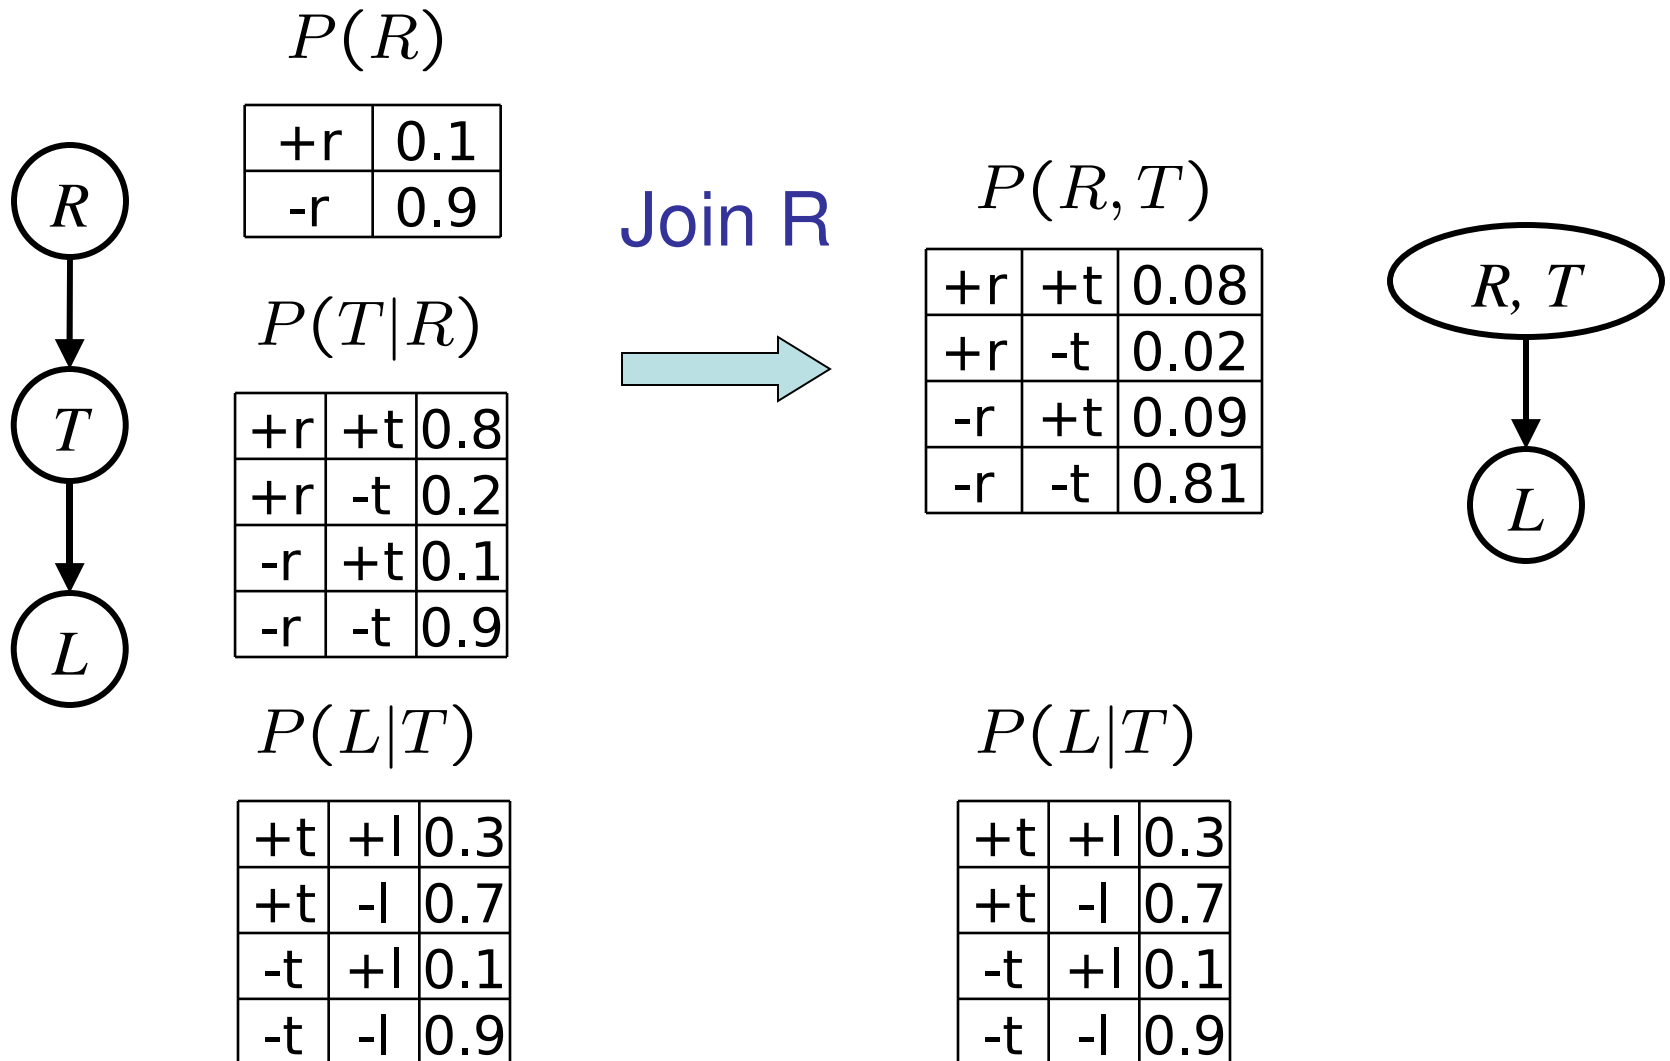 P(R)
+r 0.1
-r 0.9
R
T
L
P(T|R)
+r +t 0.8
+r -t 0.2
-r +t 0.1
-r -t 0.9
P(L|T)
+t +l 0.3
+t -l 0.7
-t +l 0.1
-t -l 0.9
Join R
P(R, T)
+r +t 0.08
+r -t 0.02
-r +t 0.09
-r -t 0.81
P(L|T)
+t +l 0.3
+t -l 0.7
-t +l 0.1
-t -l 0.9
R, T
L